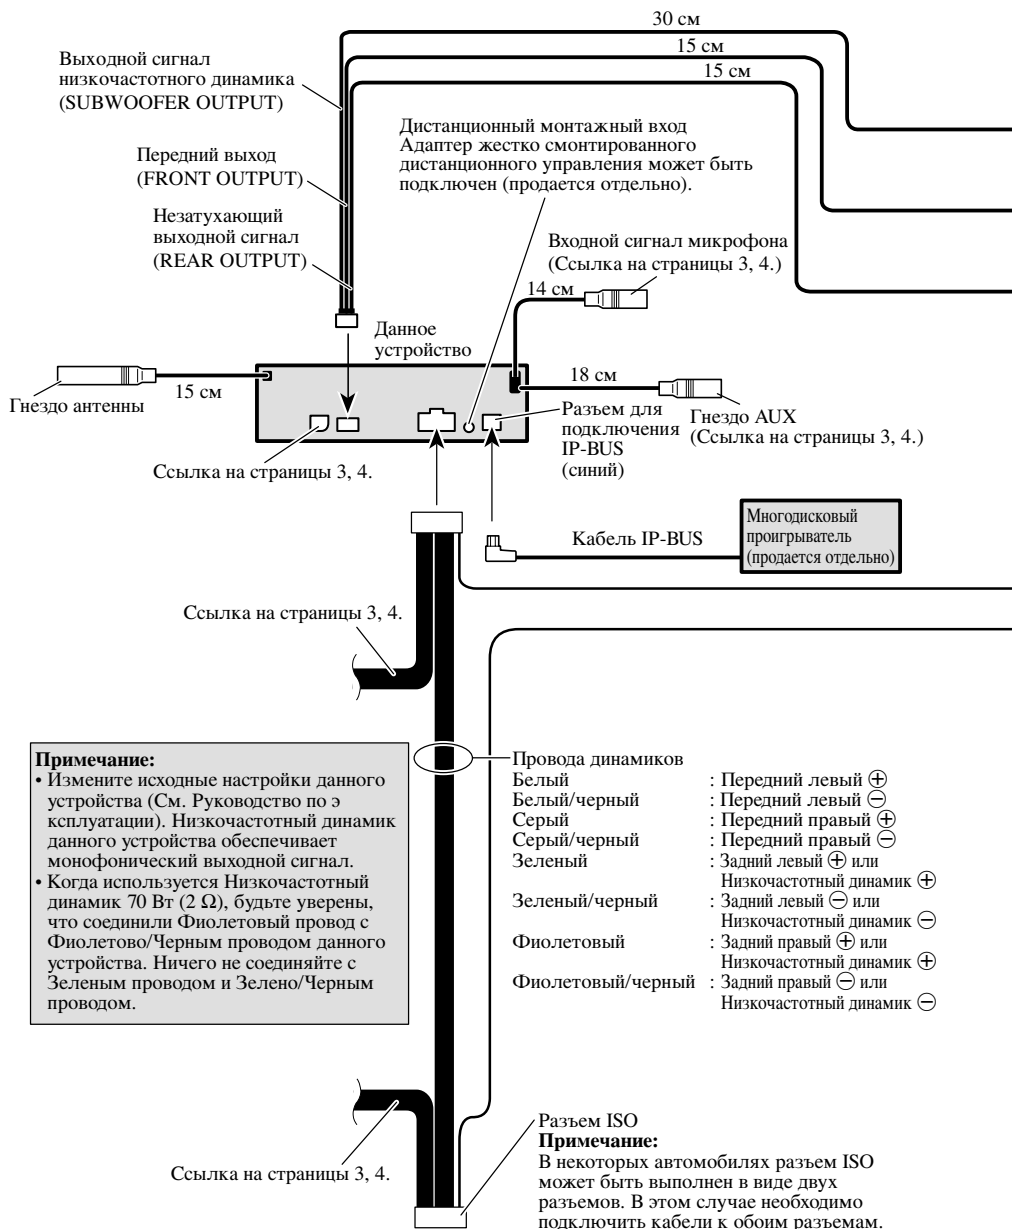 30 см
15 см
15 см
Выходной сигнал
низкочастотного динамика
(SUBWOOFER OUTPUT)
Передний выход
(FRONT OUTPUT)
Незатухающий
выходной сигнал
(REAR OUTPUT)
Дистанционный монтажный вход
Адаптер жестко смонтированного
дистанционного управления может быть
подключен (продается отдельно).
Входной сигнал микрофона
(Ссылка на страницы 3, 4.)
14 см
Данное
устройство
15 см
Гнездо антенны
18 см
Гнездо AUX
(Ссылка на страницы 3, 4.)
Разъем для
подключения
IP-BUS
(синий)
Ссылка на страницы 3, 4.
Кабель IP-BUS
Многодисковый
проигрыватель
(продается отдельно)
Ссылка на страницы 3, 4.
Примечание:
• Измените исходные настройки данного
устройства (См. Руководство по э
ксплуатации). Низкочастотный динамик
данного устройства обеспечивает
монофонический выходной сигнал.
• Когда используется Низкочастотный
динамик 70 Вт (2 Ω), будьте уверены,
что соединили Фиолетовый провод с
Фиолетово/Черным проводом данного
устройства. Ничего не соединяйте с
Зеленым проводом и Зелено/Черным
проводом.
Провода динамиков
Белый : Передний левый ⊕
Белый/черный : Передний левый ⊖
Серый : Передний правый ⊕
Серый/черный : Передний правый ⊖
Зеленый : Задний левый ⊕ или
Низкочастотный динамик ⊕
Зеленый/черный : Задний левый ⊖ или
Низкочастотный динамик ⊖
Фиолетовый : Задний правый ⊕ или
Низкочастотный динамик ⊕
Фиолетовый/черный : Задний правый ⊖ или
Низкочастотный динамик ⊖
Ссылка на страницы 3, 4.
Разъем ISO
Примечание:
В некоторых автомобилях разъем ISO
может быть выполнен в виде двух
разъемов. В этом случае необходимо
подключить кабели к обоим разъемам.